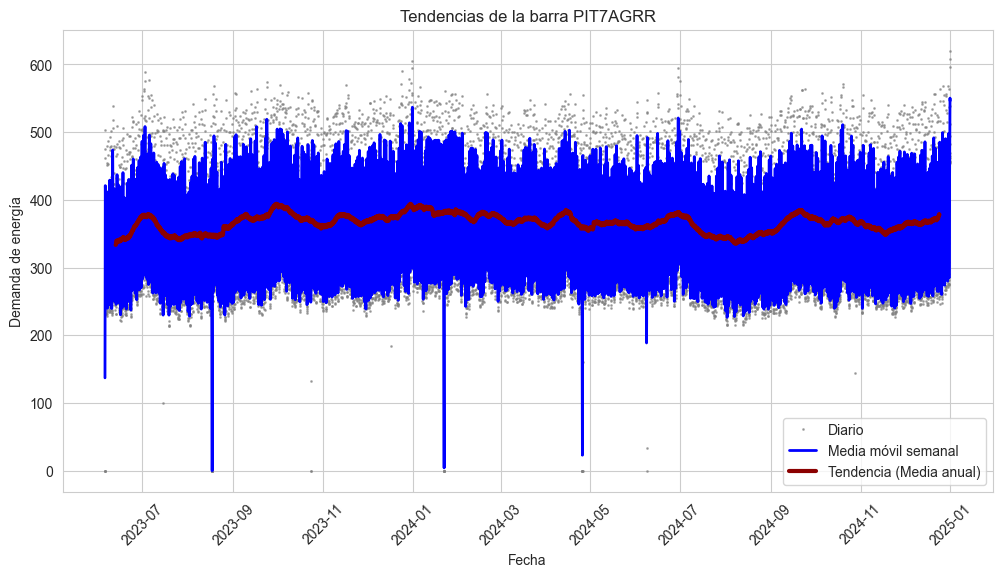 Tendencias de la barra PIT7AGRR
Demanda de energía
600
500
400
300
200
100
0
2023-07
2023-09
2023-11
2024-01
2024-03
2024-05
2024-07
2024-09
2024-11
2025-01
Fecha
Diario
Media móvil semanal
Tendencia (Media anual)